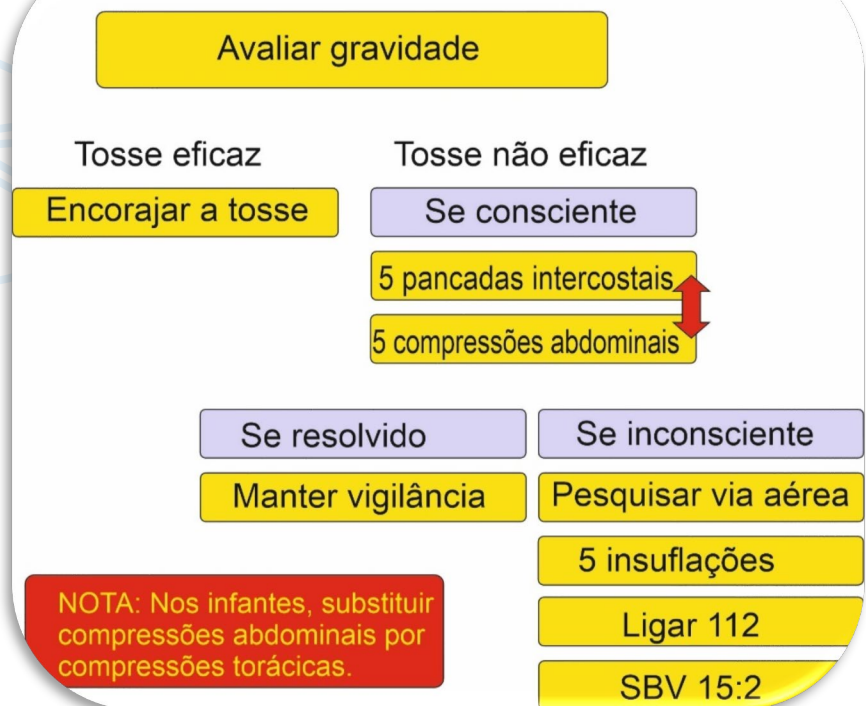 Avaliar gravidade
Tosse eficaz
Encorajar a tosse
Tosse não eficaz
Se consciente
5 pancadas intercostais
5 compressões abdominais
Se resolvido
Manter vigilância
Se inconsciente
Pesquisar via aérea
5 insuflações
Ligar 112
SBV 15:2
NOTA: Nos infantes, substituir
compressões abdominais por
compressões torácicas.